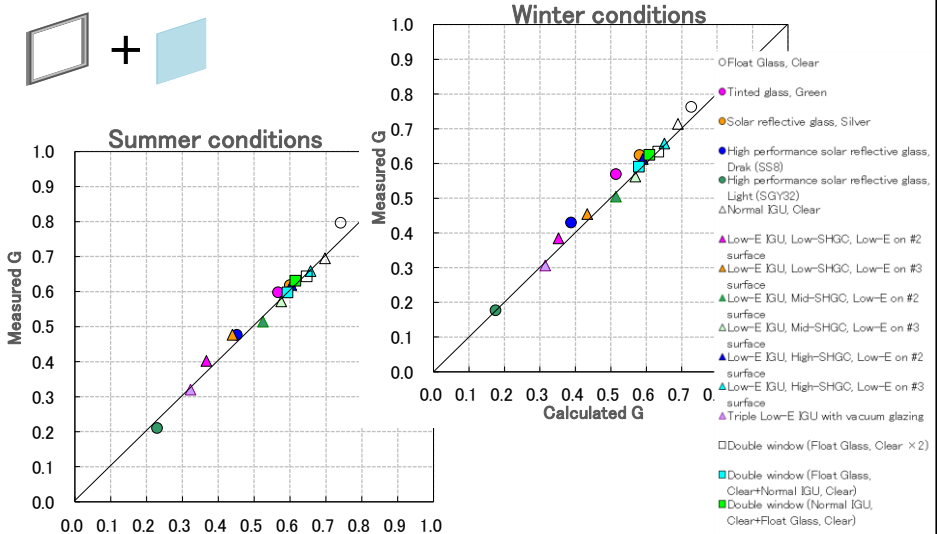 Winter conditions
1.0
0.9
0.8
0.7
0.6
0.5
0.4
0.3
0.2
0.1
0.0
Measured G
0.0 0.1 0.2 0.3 0.4 0.5 0.6 0.7
Calculated G
Summer conditions
1.0
0.9
0.8
0.7
0.6
0.5
0.4
0.3
0.2
0.1
0.0
Measured G
0.0 0.1 0.2 0.3 0.4 0.5 0.6 0.7 0.8 0.9 1.0
Float Glass, Clear
Tinted glass, Green
Solar reflective glass, Silver
High performance solar reflective glass,
Drak (SS8)
High performance solar reflective glass,
Light (SGY32)
Normal IGU, Clear
Low-E IGU, Low-SHGC, Low-E on #2
surface
Low-E IGU, Low-SHGC, Low-E on #3
surface
Low-E IGU, Mid-SHGC, Low-E on #2
surface
Low-E IGU, Mid-SHGC, Low-E on #3
surface
Low-E IGU, High-SHGC, Low-E on #2
surface
Low-E IGU, High-SHGC, Low-E on #3
surface
Triple Low-E IGU with vacuum glazing
Double window (Float Glass, Clear ×2)
Double window (Float Glass,
Clear+Normal IGU, Clear)
Double window (Normal IGU,
Clear+Float Glass, Clear)